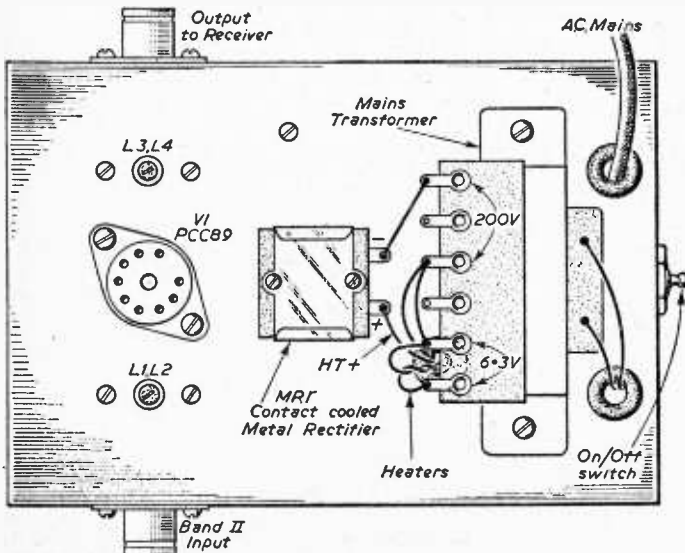 Output
to Receiver
AC, Mains
Mains
Transformer
L3,L4
V1
PCC89
200V
-
+
HT+
6·3V
L1,L2
MR1
Contact cooled
Metal Rectifier
Heaters
On/Off
switch
Band II
Input